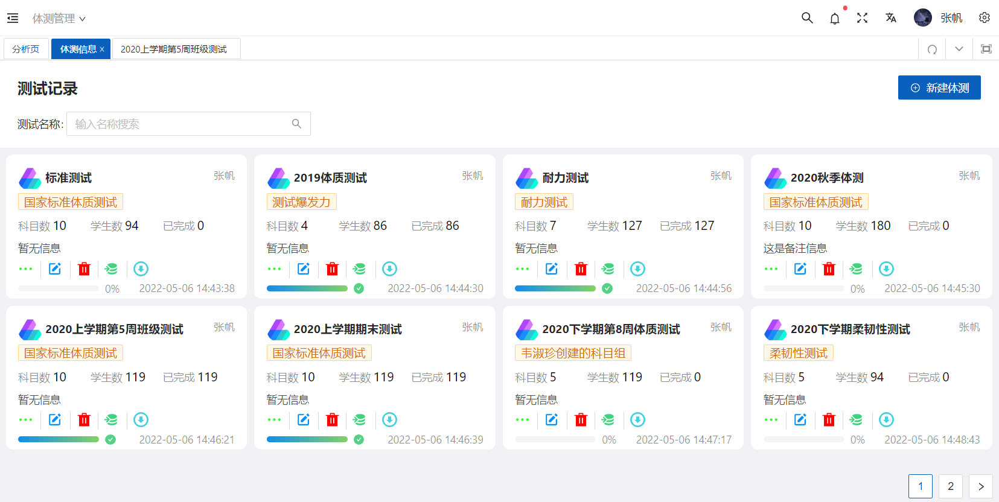 体测管理
张帆
分析页
体测信息 x
2020上学期第5周班级测试
测试记录
新建体测
测试名称:
输入名称搜索
标准测试 张帆
国家标准体质测试
科目数 10 学生数 94 已完成 0
暂无信息
0% 2022-05-06 14:43:38
2019体质测试 张帆
测试爆发力
科目数 4 学生数 86 已完成 86
暂无信息
2022-05-06 14:44:30
耐力测试 张帆
耐力测试
科目数 7 学生数 127 已完成 127
暂无信息
2022-05-06 14:44:56
2020秋季体测 张帆
国家标准体质测试
科目数 10 学生数 180 已完成 0
这是备注信息
0% 2022-05-06 14:45:30
2020上学期第5周班级测试 张帆
国家标准体质测试
科目数 10 学生数 119 已完成 119
暂无信息
2022-05-06 14:46:21
2020上学期期末测试 张帆
国家标准体质测试
科目数 10 学生数 119 已完成 119
暂无信息
2022-05-06 14:46:39
2020下学期第8周体质测试 张帆
韦淑珍创建的科目组
科目数 5 学生数 119 已完成 0
暂无信息
0% 2022-05-06 14:47:17
2020下学期柔韧性测试 张帆
柔韧性测试
科目数 5 学生数 94 已完成 0
暂无信息
0% 2022-05-06 14:48:43
1 2 >